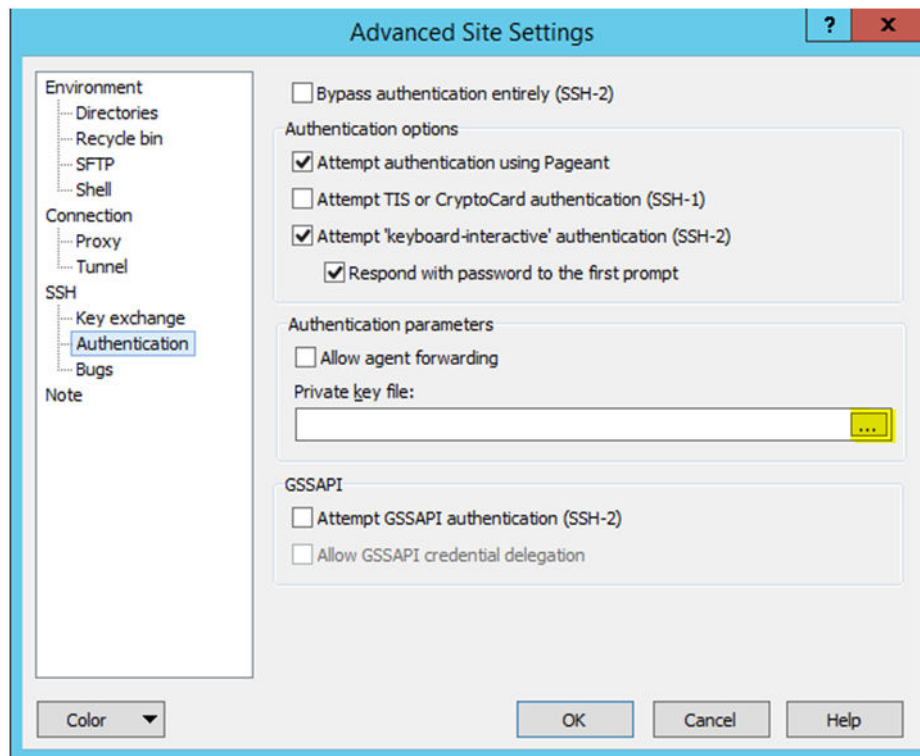 Advanced Site Settings
?
x
Environment
Directories
Recycle bin
SFTP
Shell
Connection
Proxy
Tunnel
SSH
Key exchange
Authentication
Bugs
Note
Bypass authentication entirely (SSH-2)
Authentication options
Attempt authentication using Pageant
Attempt TIS or CryptoCard authentication (SSH-1)
Attempt 'keyboard-interactive' authentication (SSH-2)
Respond with password to the first prompt
Authentication parameters
Allow agent forwarding
Private key file:
...
GSSAPI
Attempt GSSAPI authentication (SSH-2)
Allow GSSAPI credential delegation
Color
OK
Cancel
Help